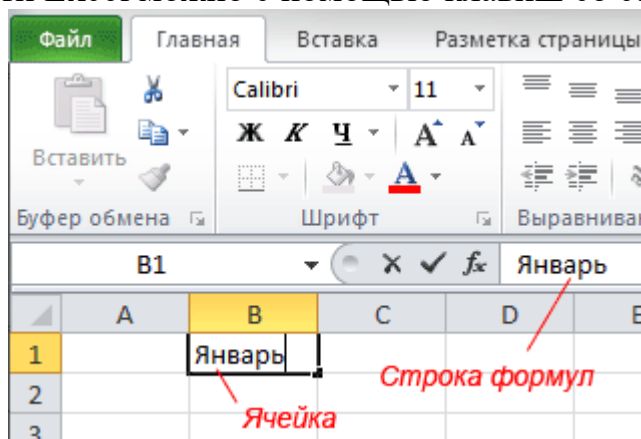 Файл Главная Вставка Разметка страницы
Calibri 11
Ж К Ч A A
Вставить
A
Буфер обмена Шрифт
B1 fx Январь
A B C D E
1 Январь
Строка формул
2
Ячейка
3